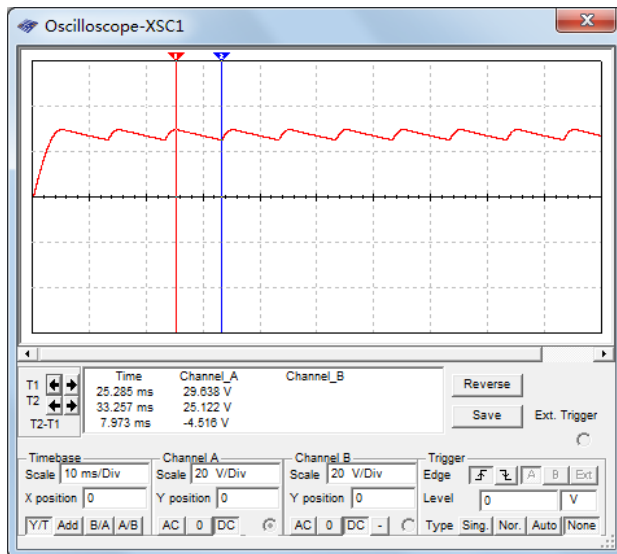 Oscilloscope-XSC1
1 2
Time Channel_A Channel_B
T1 25.285 ms 29.638 V
T2 33.257 ms 25.122 V
T2-T1 7.973 ms -4.516 V
Reverse
Save Ext. Trigger
Timebase Channel A Channel B Trigger
Scale 10 ms/Div Scale 20 V/Div Scale 20 V/Div Edge A B Ext
X position 0 Y position 0 Y position 0 Level 0 V
Y/T Add B/A A/B AC 0 DC AC 0 DC - Type Sing. Nor. Auto None